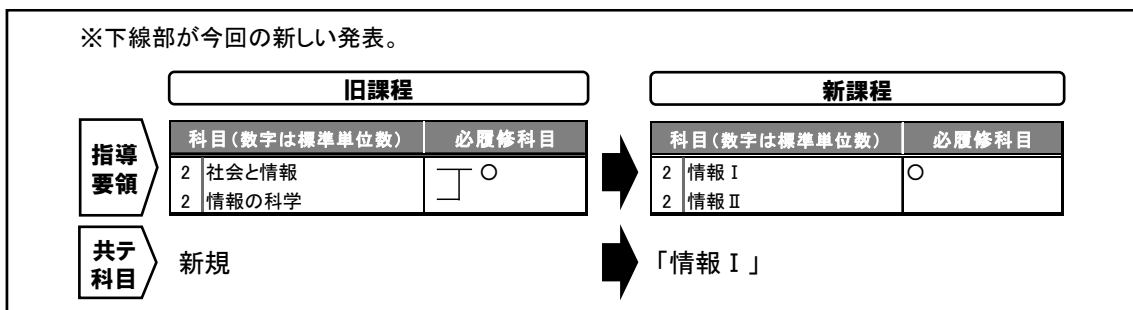 ※下線部が今回の新しい発表。
旧課程
新課程
指導
要領
科目(数字は標準単位数) 必履修科目
2 社会と情報 ○
2 情報の科学
科目(数字は標準単位数) 必履修科目
2 情報Ⅰ ○
2 情報Ⅱ
共テ
科目
新規
「情報Ⅰ」